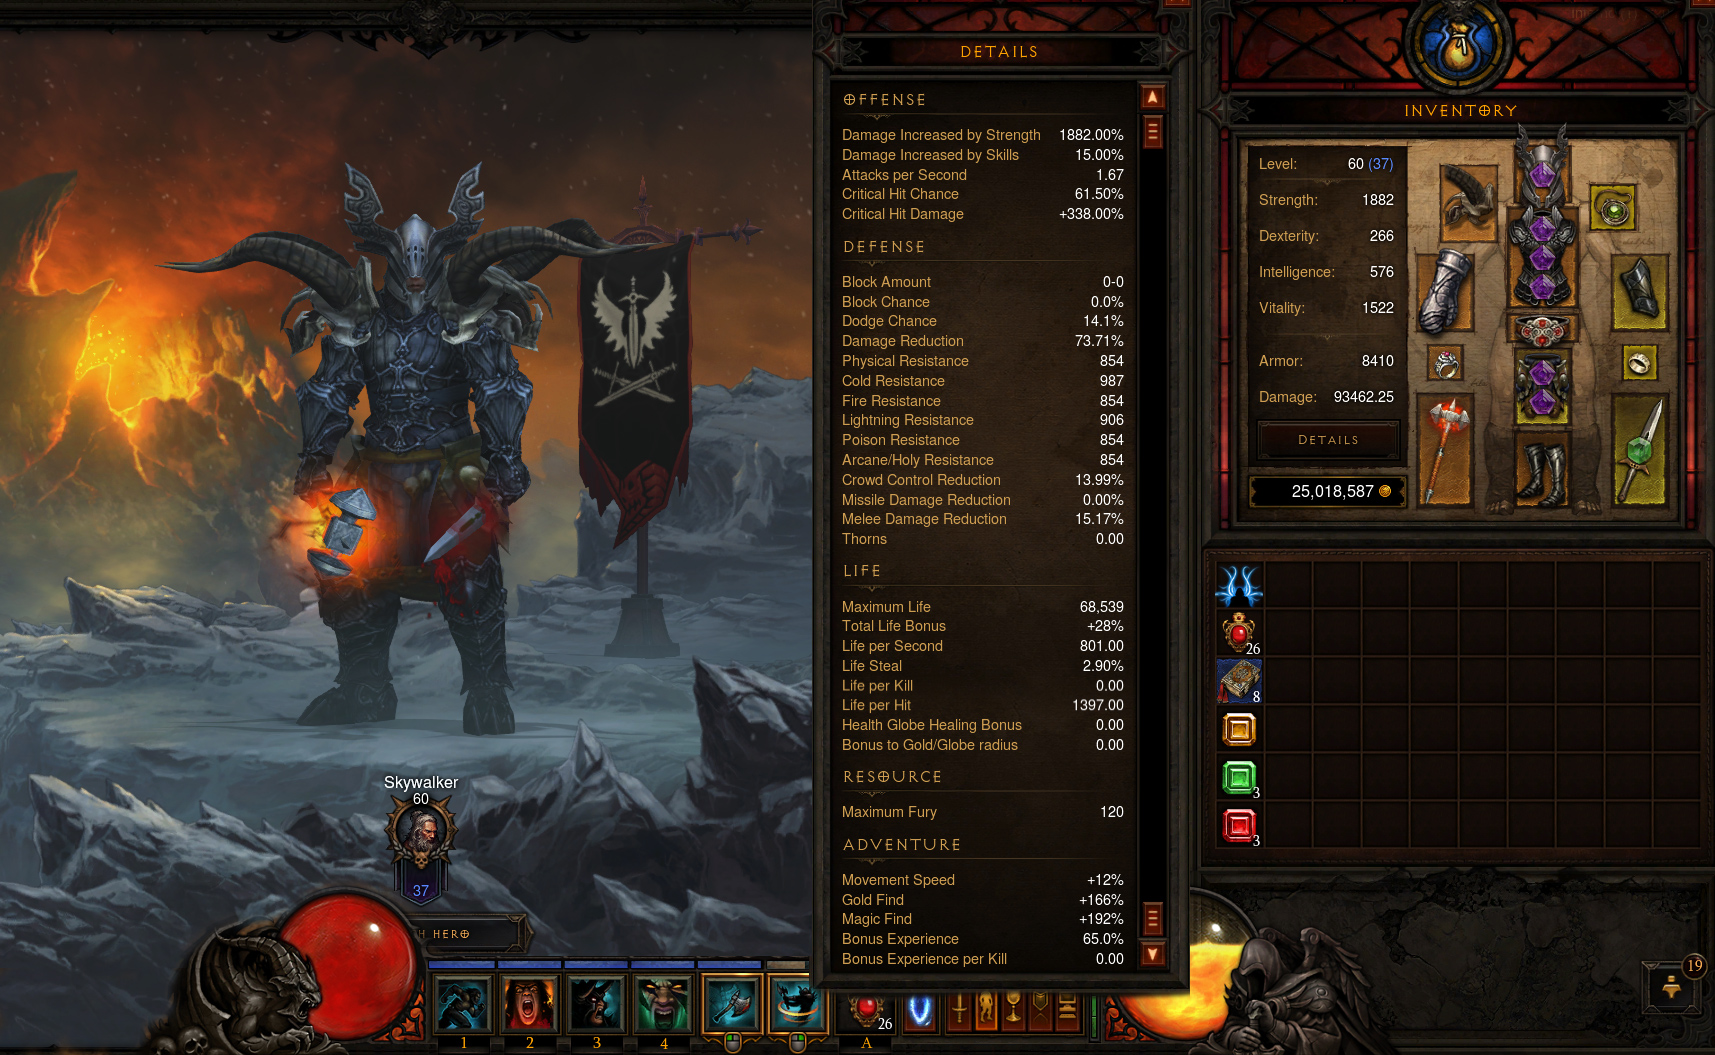 DETAILS
OFFENSE
Damage Increased by Strength 1882.00%
Damage Increased by Skills 15.00%
Attacks per Second 1.67
Critical Hit Chance 61.50%
Critical Hit Damage +338.00%
DEFENSE
Block Amount 0-0
Block Chance 0.0%
Dodge Chance 14.1%
Damage Reduction 73.71%
Physical Resistance 854
Cold Resistance 987
Fire Resistance 854
Lightning Resistance 906
Poison Resistance 854
Arcane/Holy Resistance 854
Crowd Control Reduction 13.99%
Missile Damage Reduction 0.00%
Melee Damage Reduction 15.17%
Thorns 0.00
LIFE
Maximum Life 68,539
Total Life Bonus +28%
Life per Second 801.00
Life Steal 2.90%
Life per Kill 0.00
Life per Hit 1397.00
Health Globe Healing Bonus 0.00
Bonus to Gold/Globe radius 0.00
RESOURCE
Maximum Fury 120
ADVENTURE
Movement Speed +12%
Gold Find +166%
Magic Find +192%
Bonus Experience 65.0%
Bonus Experience per Kill 0.00
INVENTORY
Level: 60 (37)
Strength: 1882
Dexterity: 266
Intelligence: 576
Vitality: 1522
Armor: 8410
Damage: 93462.25
DETAILS
25,018,587
26
8
3
3
Skywalker
60
37
H HERO
26
1 2 3 4 A
19